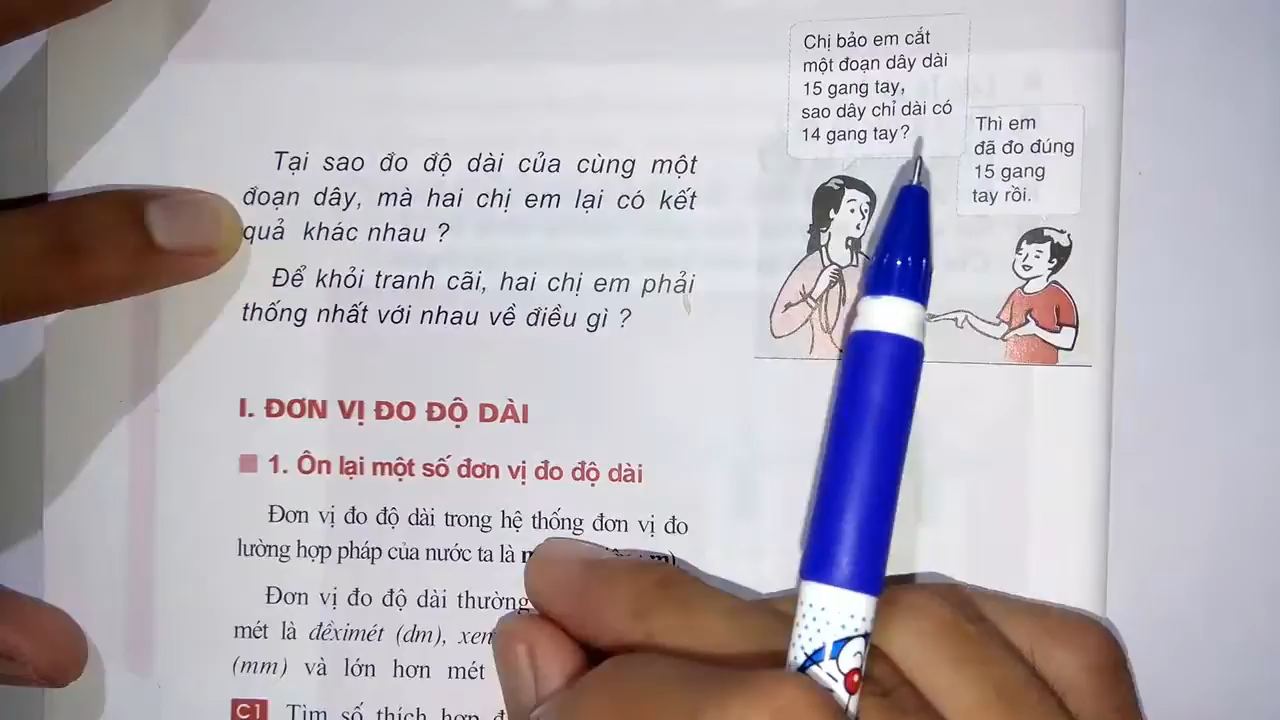 Chị bảo em cắt
một đoạn dây dài
15 gang tay,
sao dây chỉ dài có
14 gang tay?
Thì em
đã đo đúng
15 gang
tay rồi.
Tại sao đo độ dài của cùng một
đoạn dây, mà hai chị em lại có kết
quả khác nhau ?
Để khỏi tranh cãi, hai chị em phải
thống nhất với nhau về điều gì ?
I. ĐƠN VỊ ĐO ĐỘ DÀI
1. Ôn lại một số đơn vị đo độ dài
Đơn vị đo độ dài trong hệ thống đơn vị đo
lường hợp pháp của nước ta là
Đơn vị đo độ dài thường
mét là đềximét (dm),
(mm) và lớn hơn mét
C1 Tìm số thích hợp